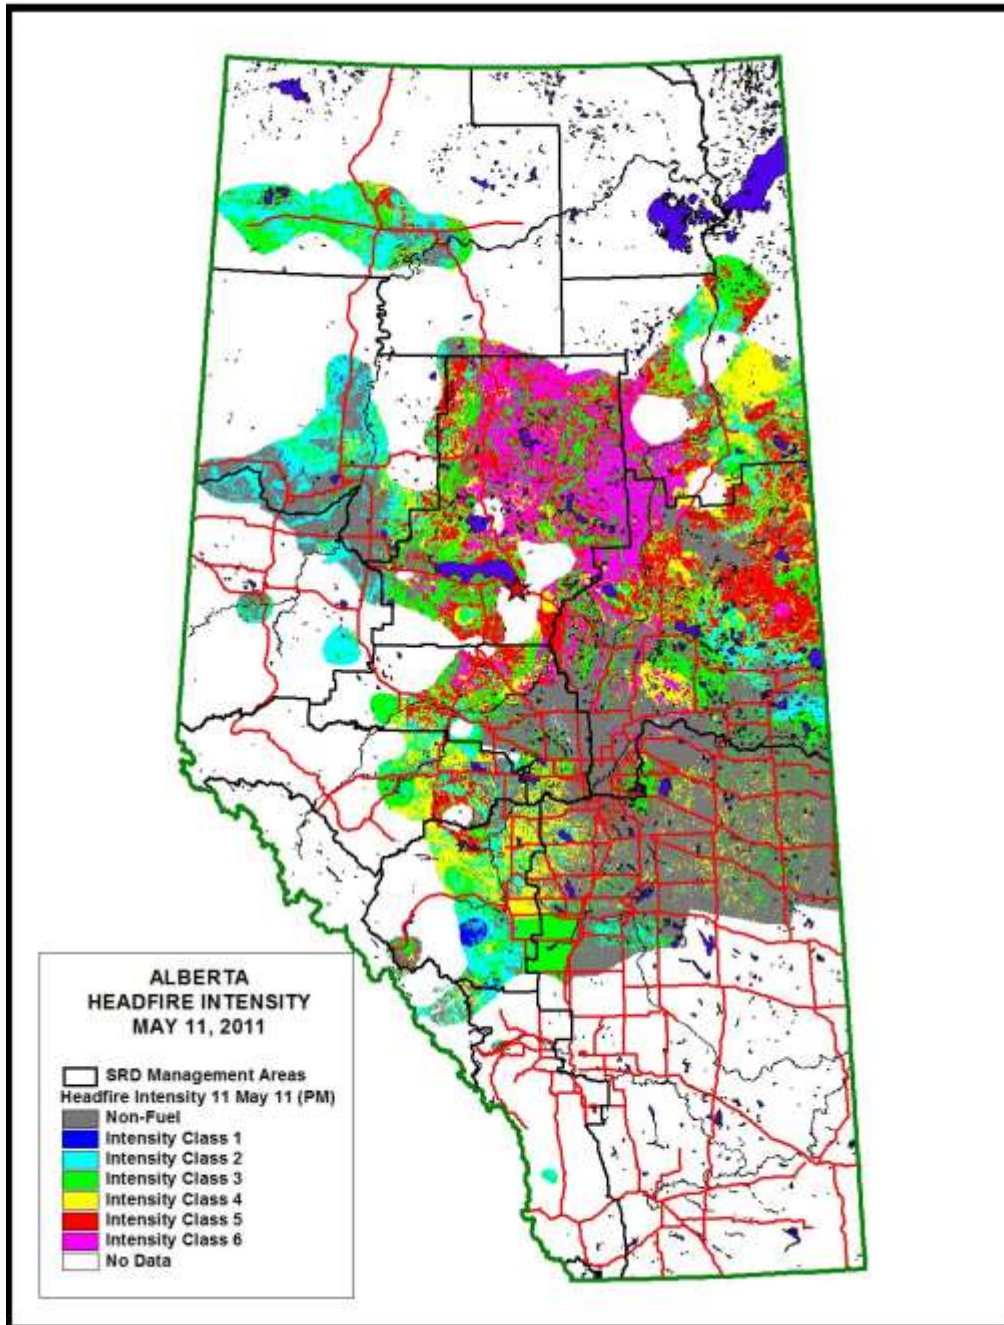 ALBERTA
HEADFIRE INTENSITY
MAY 11, 2011
SRD Management Areas
Headfire Intensity 11 May 11 (PM)
Non-Fuel
Intensity Class 1
Intensity Class 2
Intensity Class 3
Intensity Class 4
Intensity Class 5
Intensity Class 6
No Data